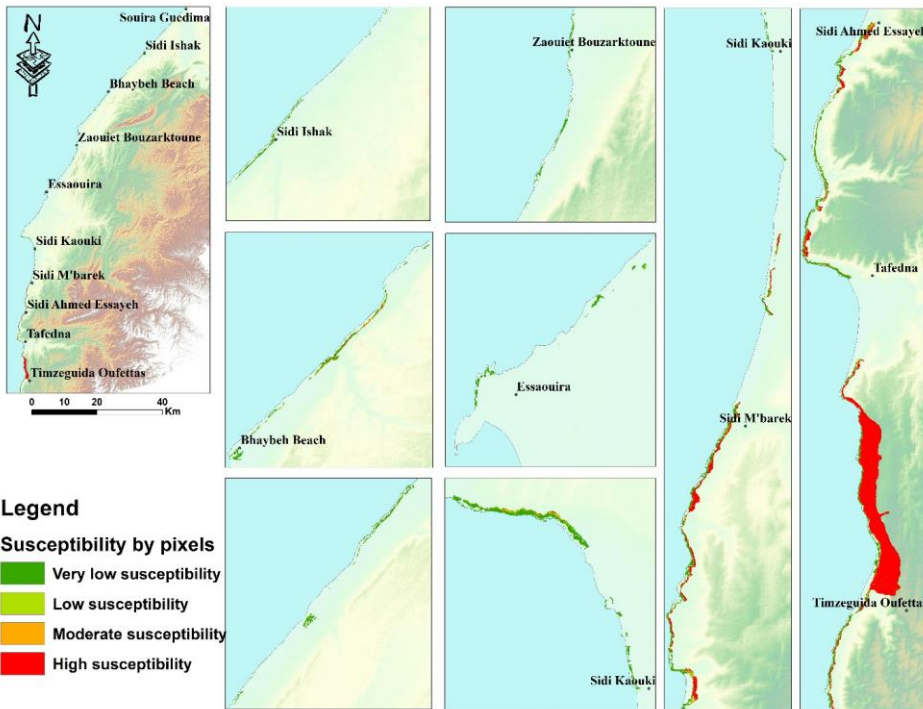 N
Souira Guedima
Sidi Ishak
Bhaybeh Beach
Zaouiet Bouzarktoune
Essaouira
Sidi Kaouki
Sidi M'barek
Sidi Ahmed Essayeh
Tafedna
Timzeguida Oufettas
0 10 20 40
Km
Sidi Ishak
Zaouiet Bouzarktoune
Bhaybeh Beach
Essaouira
Sidi Kaouki
Sidi Kaouki
Sidi M'barek
Sidi Ahmed Essayeh
Tafedna
Timzeguida Oufettas
Legend
Susceptibility by pixels
Very low susceptibility
Low susceptibility
Moderate susceptibility
High susceptibility